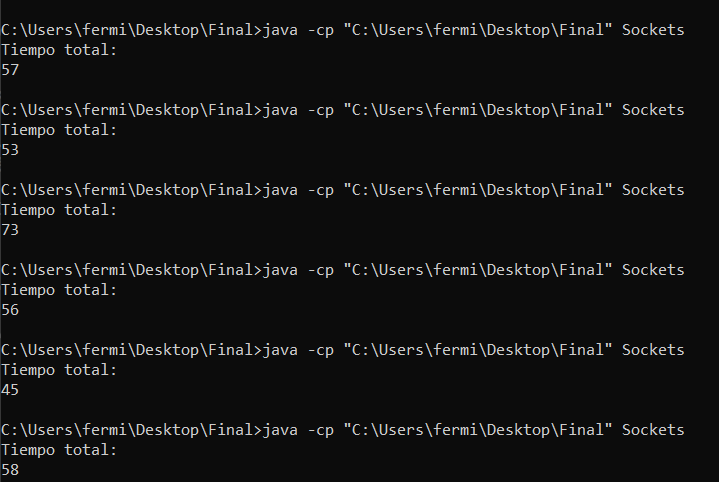 C:\Users\fermi\Desktop\Final>java -cp "C:\Users\fermi\Desktop\Final" Sockets
Tiempo total:
57
C:\Users\fermi\Desktop\Final>java -cp "C:\Users\fermi\Desktop\Final" Sockets
Tiempo total:
53
C:\Users\fermi\Desktop\Final>java -cp "C:\Users\fermi\Desktop\Final" Sockets
Tiempo total:
73
C:\Users\fermi\Desktop\Final>java -cp "C:\Users\fermi\Desktop\Final" Sockets
Tiempo total:
56
C:\Users\fermi\Desktop\Final>java -cp "C:\Users\fermi\Desktop\Final" Sockets
Tiempo total:
45
C:\Users\fermi\Desktop\Final>java -cp "C:\Users\fermi\Desktop\Final" Sockets
Tiempo total:
58